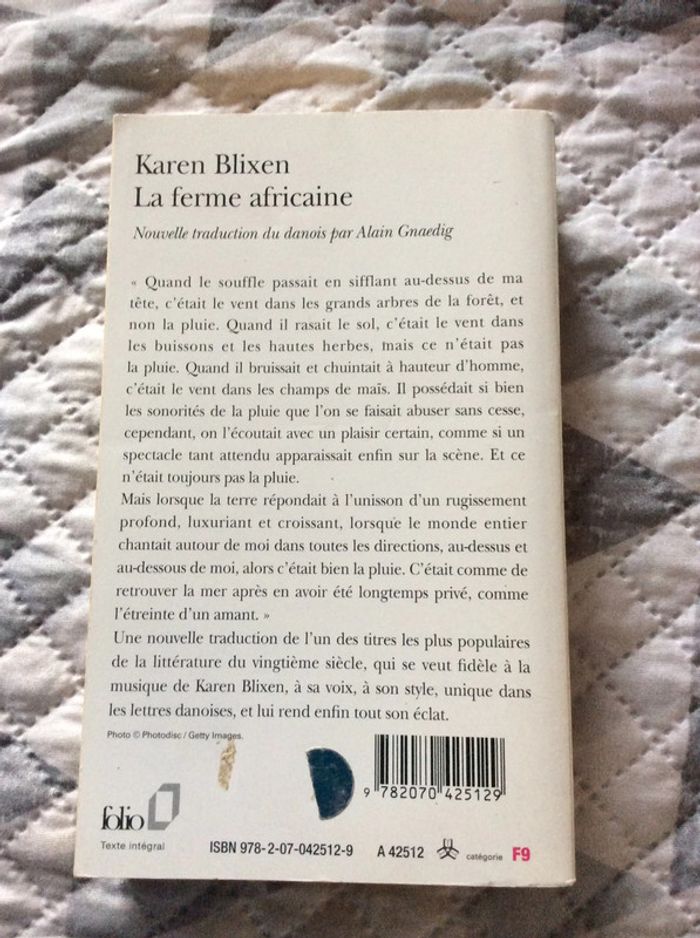 Karen Blixen
La ferme africaine
Nouvelle traduction du danois par Alain Gnaedig
« Quand le souffle passait en sifflant au-dessus de ma
tête, c’était le vent dans les grands arbres de la forêt, et
non la pluie. Quand il rasait le sol, c’était le vent dans
les buissons et les hautes herbes, mais ce n’était pas
la pluie. Quand il bruissait et chuintait à hauteur d’homme,
c’était le vent dans les champs de maïs. Il possédait si bien
les sonorités de la pluie que l’on se faisait abuser sans cesse,
cependant, on l’écoutait avec un plaisir certain, comme si un
spectacle tant attendu apparaissait enfin sur la scène. Et ce
n’était toujours pas la pluie.
Mais lorsque la terre répondait à l’unisson d’un rugissement
profond, luxuriant et croissant, lorsque le monde entier
chantait autour de moi dans toutes les directions, au-dessus et
au-dessous de moi, alors c’était bien la pluie. C’était comme de
retrouver la mer après en avoir été longtemps privé, comme
l’étreinte d’un amant. »
Une nouvelle traduction de l’un des titres les plus populaires
de la littérature du vingtième siècle, qui se veut fidèle à la
musique de Karen Blixen, à sa voix, à son style, unique dans
les lettres danoises, et lui rend enfin tout son éclat.
Photo © Photodisc / Getty Images.
9 782070 425129
folio
Texte intégral
ISBN 978-2-07-042512-9 A 42512 catégorie F9